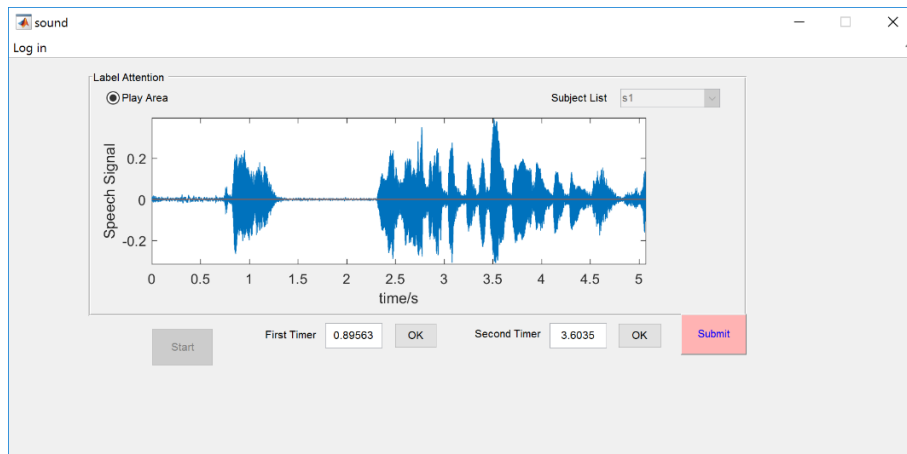 sound
Log in
Label Attention
Play Area
Subject List s1
Speech Signal
0.2
0
-0.2
0 0.5 1 1.5 2 2.5 3 3.5 4 4.5 5
time/s
Start
First Timer 0.89563 OK
Second Timer 3.6035 OK
Submit